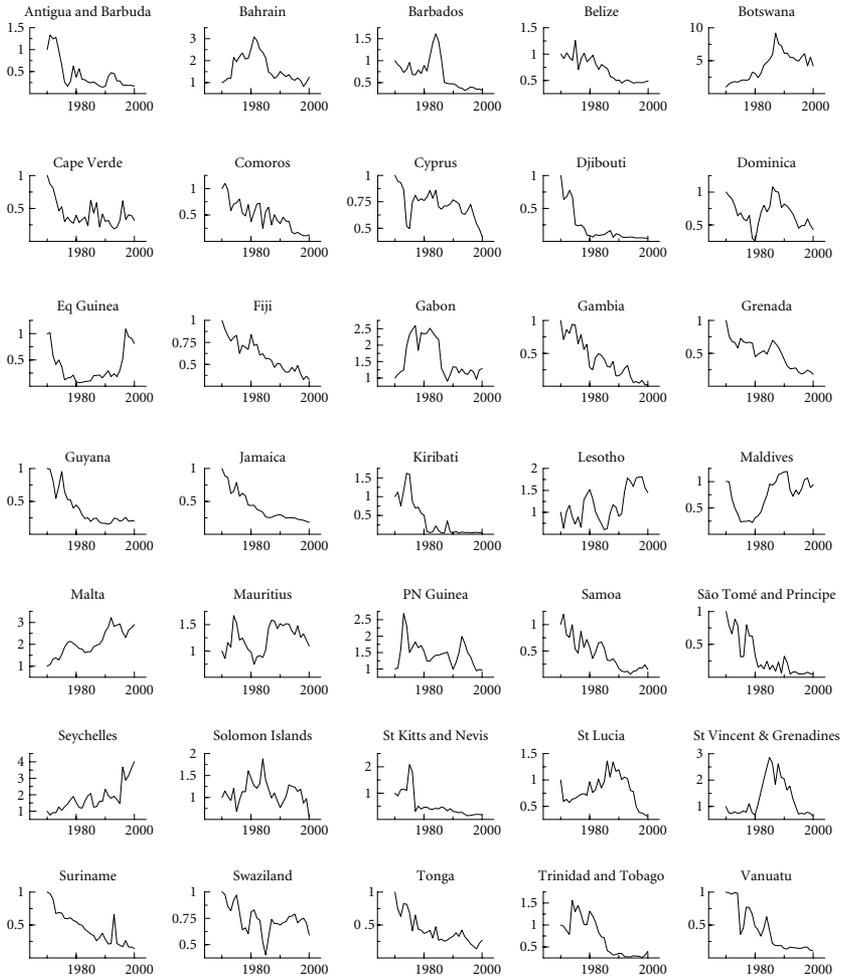 Antigua and Barbuda Bahrain Barbados Belize Botswana
1.5 1 0.5 1980 2000
3 2 1 1980 2000
1.5 1 0.5 1980 2000
1.5 1 0.5 1980 2000
10 5 1980 2000
Cape Verde Comoros Cyprus Djibouti Dominica
1 0.5 1980 2000
1 0.5 1980 2000
1 0.75 0.5 1980 2000
1 0.5 1980 2000
1 0.5 1980 2000
Eq Guinea Fiji Gabon Gambia Grenada
1 0.5 1980 2000
1 0.75 0.5 1980 2000
2.5 2 1.5 1 1980 2000
1 0.5 1980 2000
1 0.5 1980 2000
Guyana Jamaica Kiribati Lesotho Maldives
1 0.5 1980 2000
1 0.5 1980 2000
1.5 1 0.5 1980 2000
2 1.5 1 1980 2000
1 0.5 1980 2000
Malta Mauritius PN Guinea Samoa São Tomé and Principe
3 2 1 1980 2000
1.5 1 1980 2000
2.5 2 1.5 1 1980 2000
1 0.5 1980 2000
1 0.5 1980 2000
Seychelles Solomon Islands St Kitts and Nevis St Lucia St Vincent & Grenadines
4 3 2 1 1980 2000
2 1.5 1 1980 2000
2 1 1980 2000
1.5 1 0.5 1980 2000
3 2 1 1980 2000
Suriname Swaziland Tonga Trinidad and Tobago Vanuatu
1 0.5 1980 2000
1 0.75 0.5 1980 2000
1 0.5 1980 2000
1.5 1 0.5 1980 2000
1 0.5 1980 2000